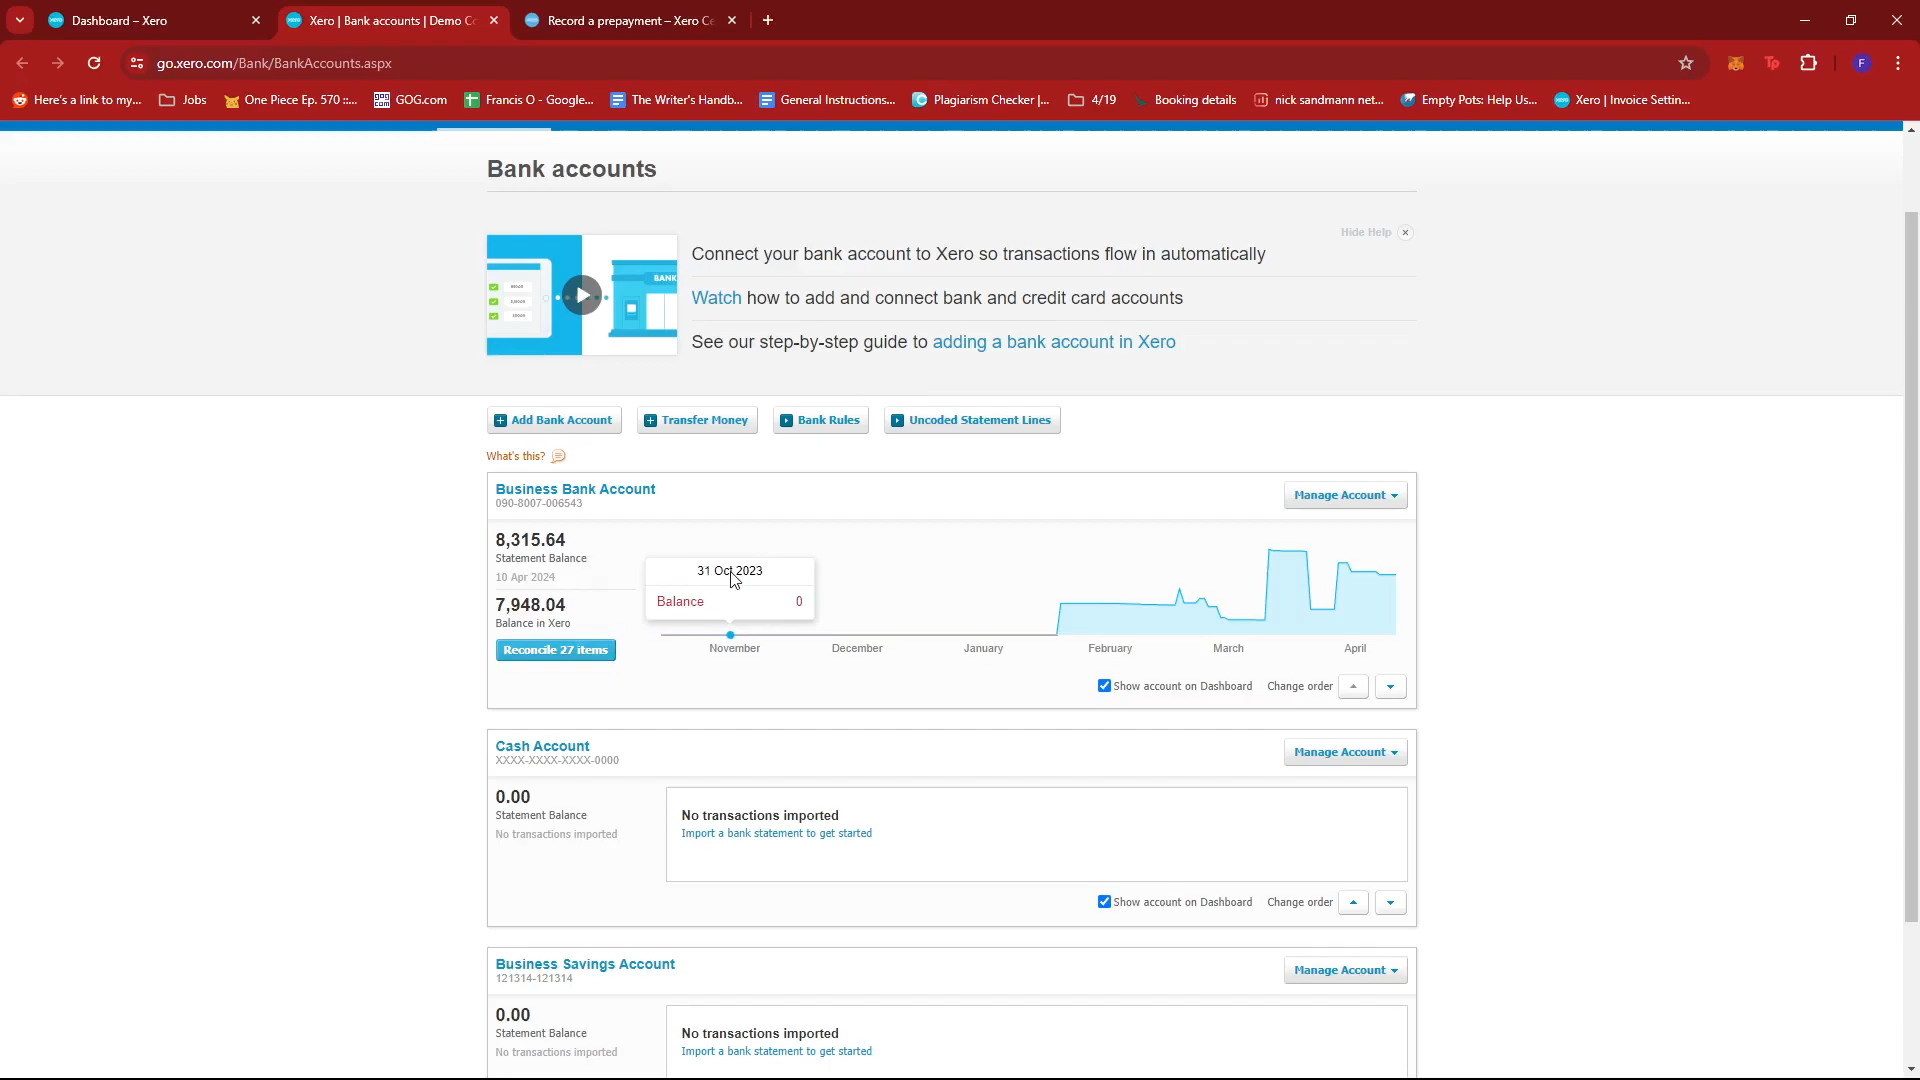 Dashboard – Xero
Xero | Bank accounts | Demo Co
Record a prepayment – Xero Ce
go.xero.com/Bank/BankAccounts.aspx
Tp
F
Here's a link to my...
Jobs
One Piece Ep. 570 ::...
GOG.com
Francis O - Google...
The Writer's Handb...
General Instructions...
Plagiarism Checker |...
4/19
Booking details
nick sandmann net...
Empty Pots: Help Us...
Xero | Invoice Settin...
Bank accounts
Hide Help
BANK
Connect your bank account to Xero so transactions flow in automatically
Watch how to add and connect bank and credit card accounts
See our step-by-step guide to adding a bank account in Xero
Add Bank Account
Transfer Money
Bank Rules
Uncoded Statement Lines
What's this?
Business Bank Account
090-8007-006543
Manage Account
8,315.64
Statement Balance
10 Apr 2024
7,948.04
Balance in Xero
Reconcile 27 items
31 Oct 2023
Balance 0
November December January February March April
Show account on Dashboard Change order
Cash Account
XXXX-XXXX-XXXX-0000
Manage Account
0.00
Statement Balance
No transactions imported
No transactions imported
Import a bank statement to get started
Show account on Dashboard Change order
Business Savings Account
121314-121314
Manage Account
0.00
Statement Balance
No transactions imported
No transactions imported
Import a bank statement to get started